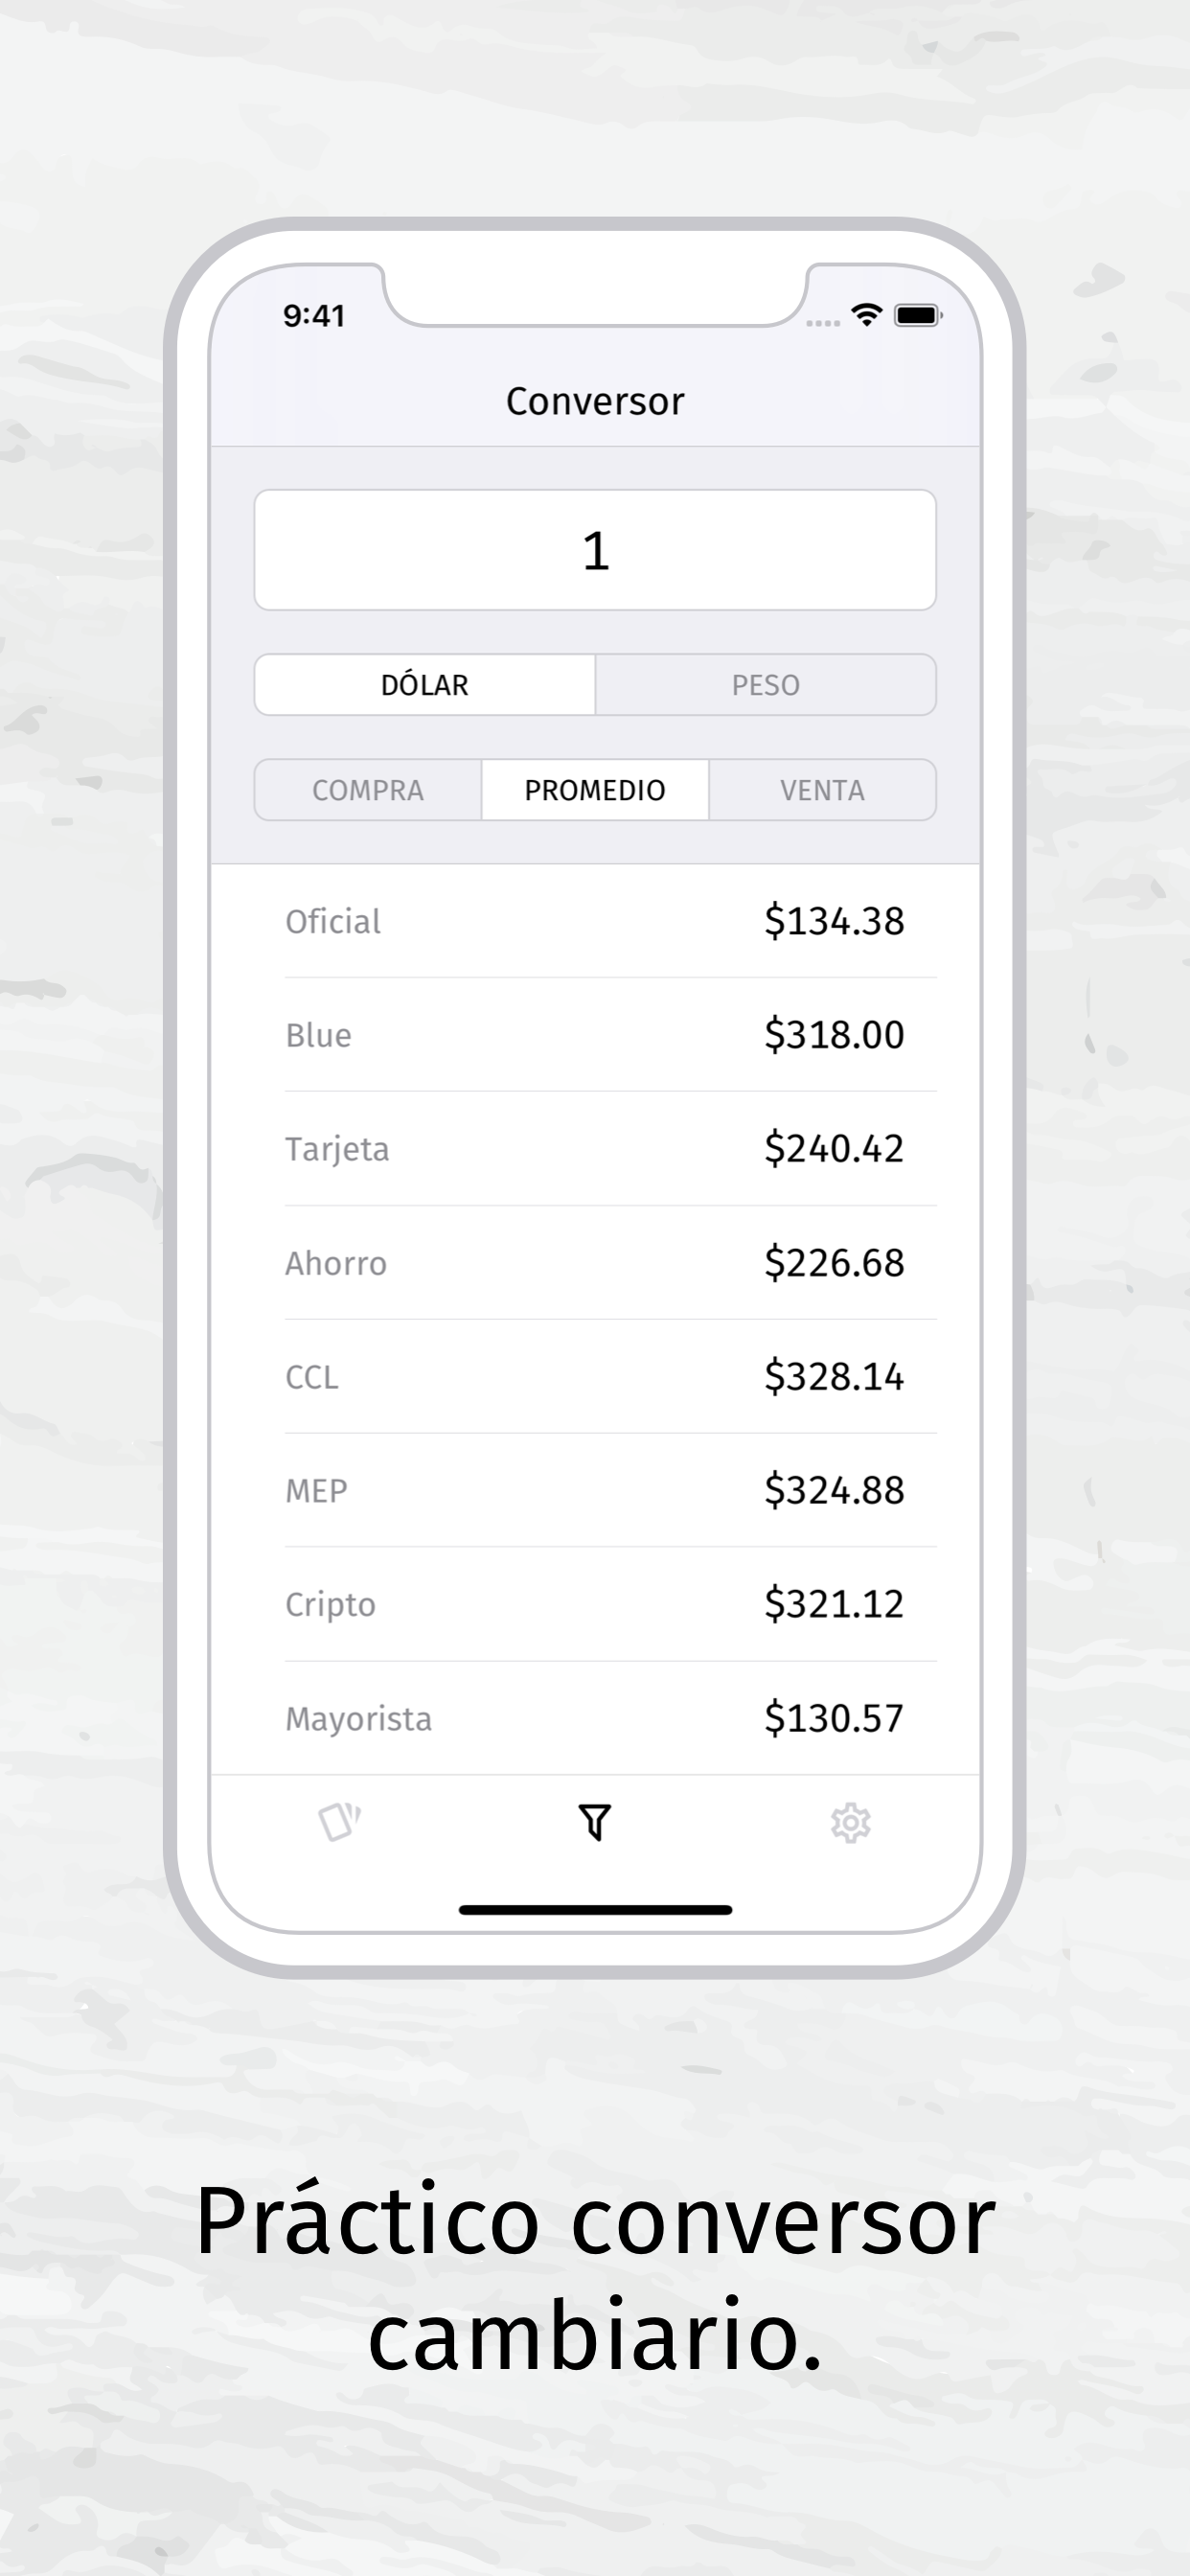 9:41
Conversor
1
DÓLAR PESO
COMPRA PROMEDIO VENTA
Oficial $134.38
Blue $318.00
Tarjeta $240.42
Ahorro $226.68
CCL $328.14
MEP $324.88
Cripto $321.12
Mayorista $130.57
Práctico conversor
cambiario.